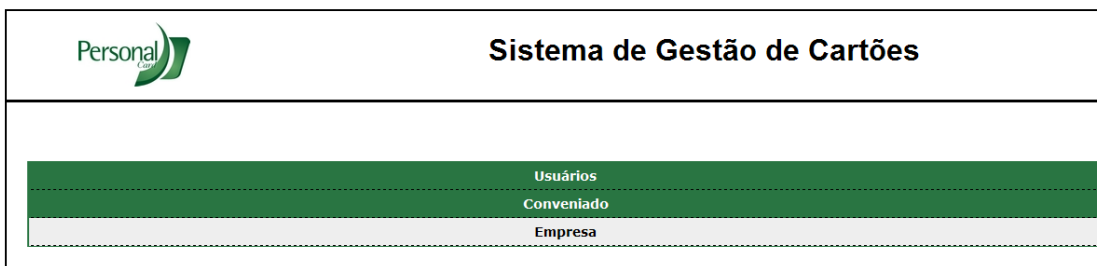 Personal
Card
Sistema de Gestão de Cartões
Usuários
Conveniado
Empresa